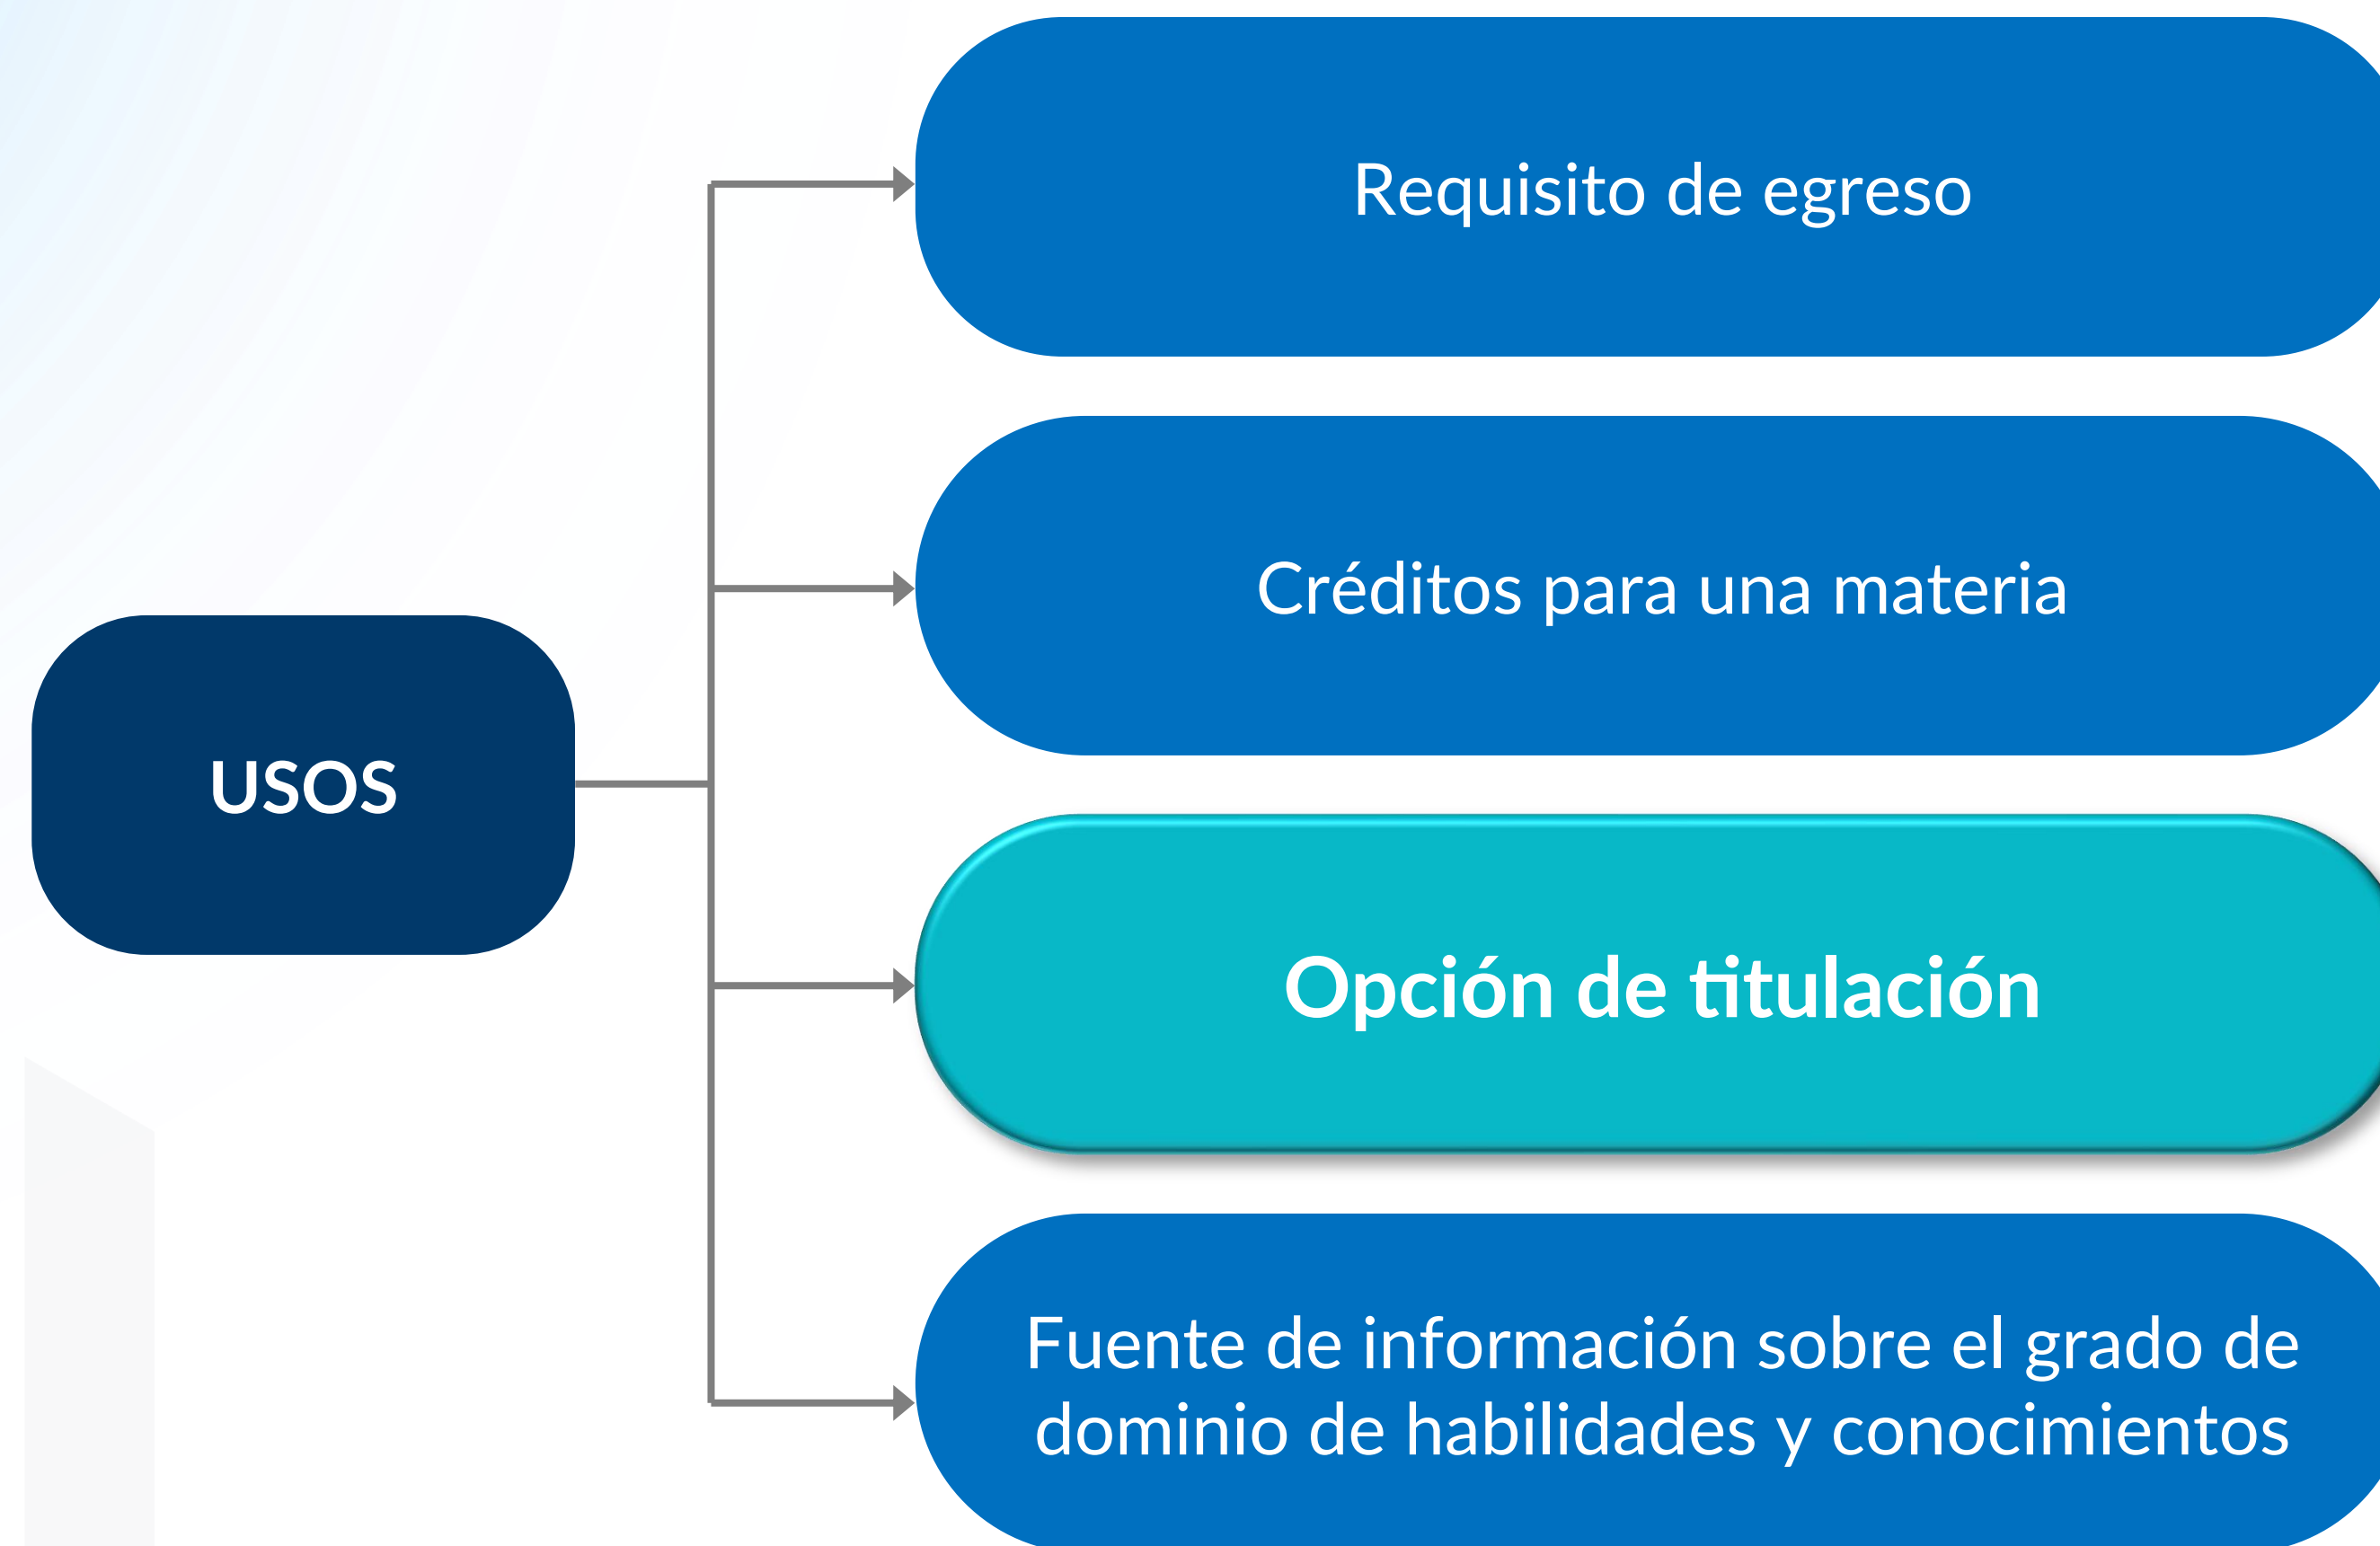 Requisito de egreso
Créditos para una materia
USOS
Opción de titulación
Fuente de información sobre el grado de
dominio de habilidades y conocimientos